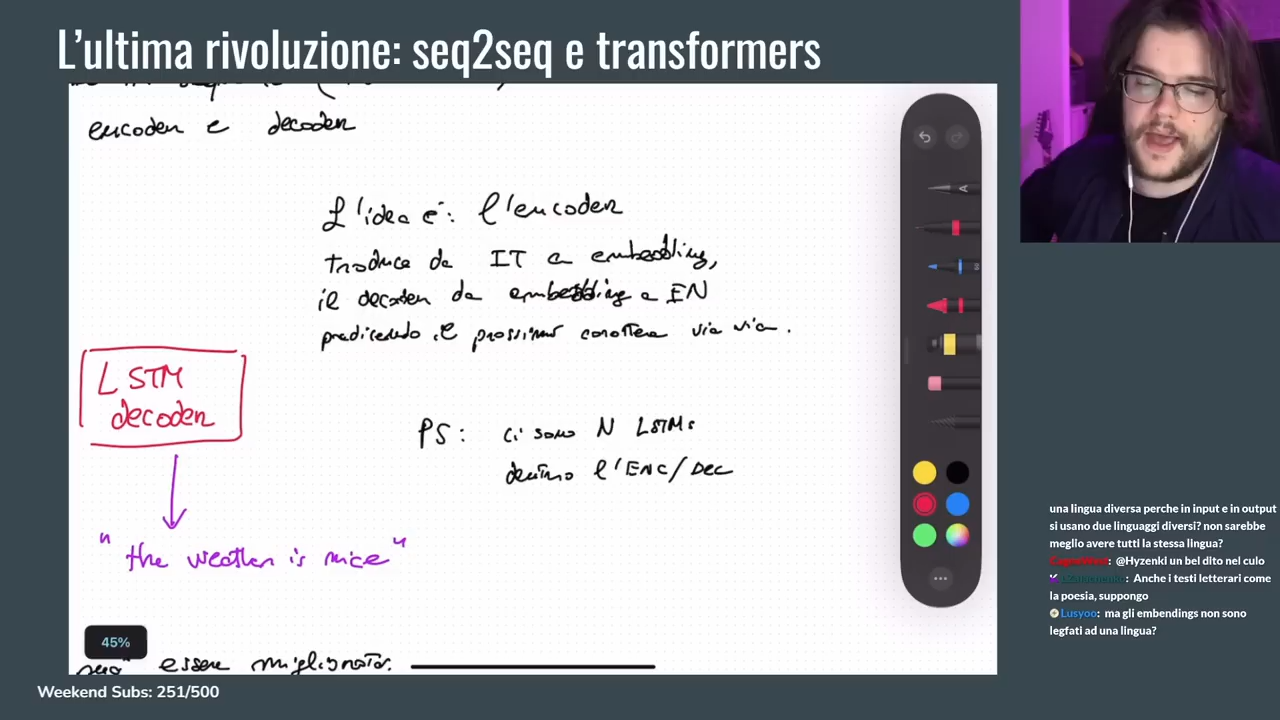 L'ultima rivoluzione: seq2seq e transformers
encoder e decoder
L'idea e': l'encoder
traduce da IT a embedding,
il decoder da embedding a EN
predicendo il prossimo carattere via via.
LSTM
decoder
PS: ci sono N LSTMs
dentro l'ENC/DEC
"the weather is nice"
45%
essere migliorato.
Weekend Subs: 251/500
una lingua diversa perche in input e in output
si usano due linguaggi diversi? non sarebbe
meglio avere tutti la stessa lingua?
@Hyzenki un bel dito nel culo
: Anche i testi letterari come
la poesia, suppongo
Lusyoo: ma gli embendings non sono
legfati ad una lingua?